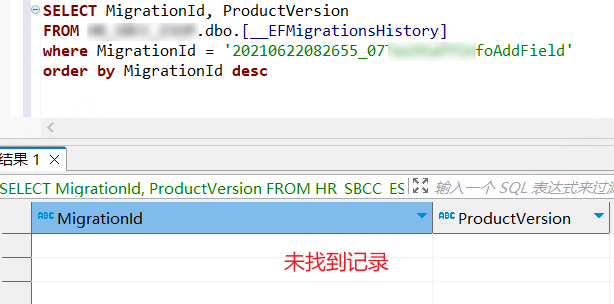 SELECT MigrationId, ProductVersion
FROM .dbo.[__EFMigrationsHistory]
where MigrationId = '20210622082655_07 foAddField'
order by MigrationId desc
结果 1
SELECT MigrationId, ProductVersion FROM HR_SBCC_ES 输入一个 SQL 表达式来过滤
ABC MigrationId ABC ProductVersion
未找到记录